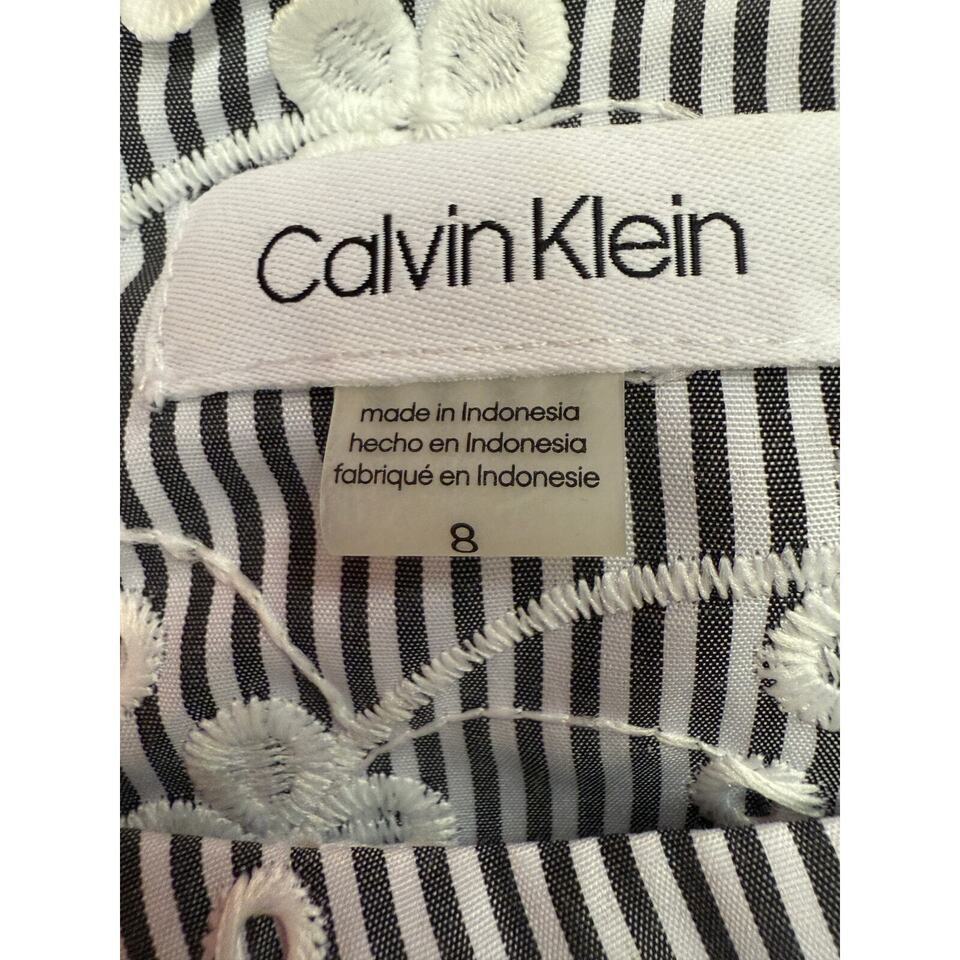 Calvin Klein
made in Indonesia
hecho en Indonesia
fabriqué en Indonesie
8